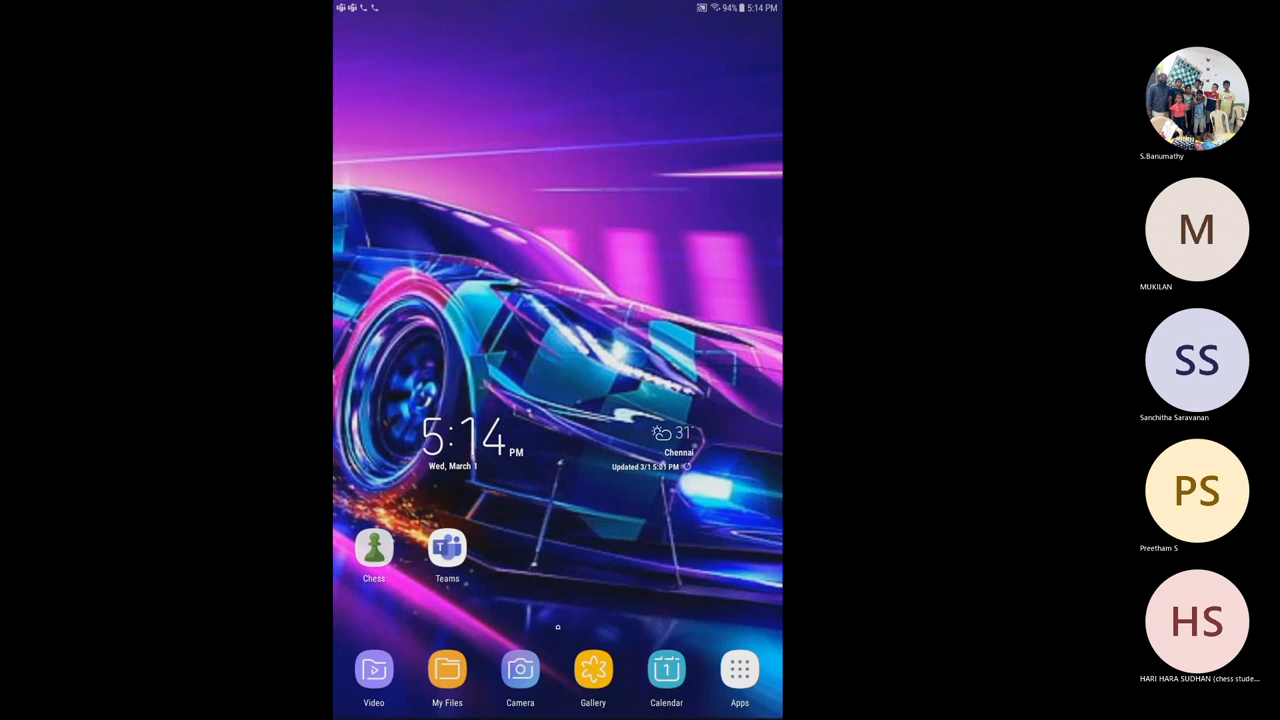 94% 5:14 PM
5:14 PM
Wed, March 1
31°
Chennai
Updated 3/1 5:01 PM
Chess
Teams
Video
My Files
Camera
Gallery
1
Calendar
Apps
S.Banumathy
M
MUKILAN
SS
Sanchitha Saravanan
PS
Preetham S
HS
HARI HARA SUDHAN (chess stude...